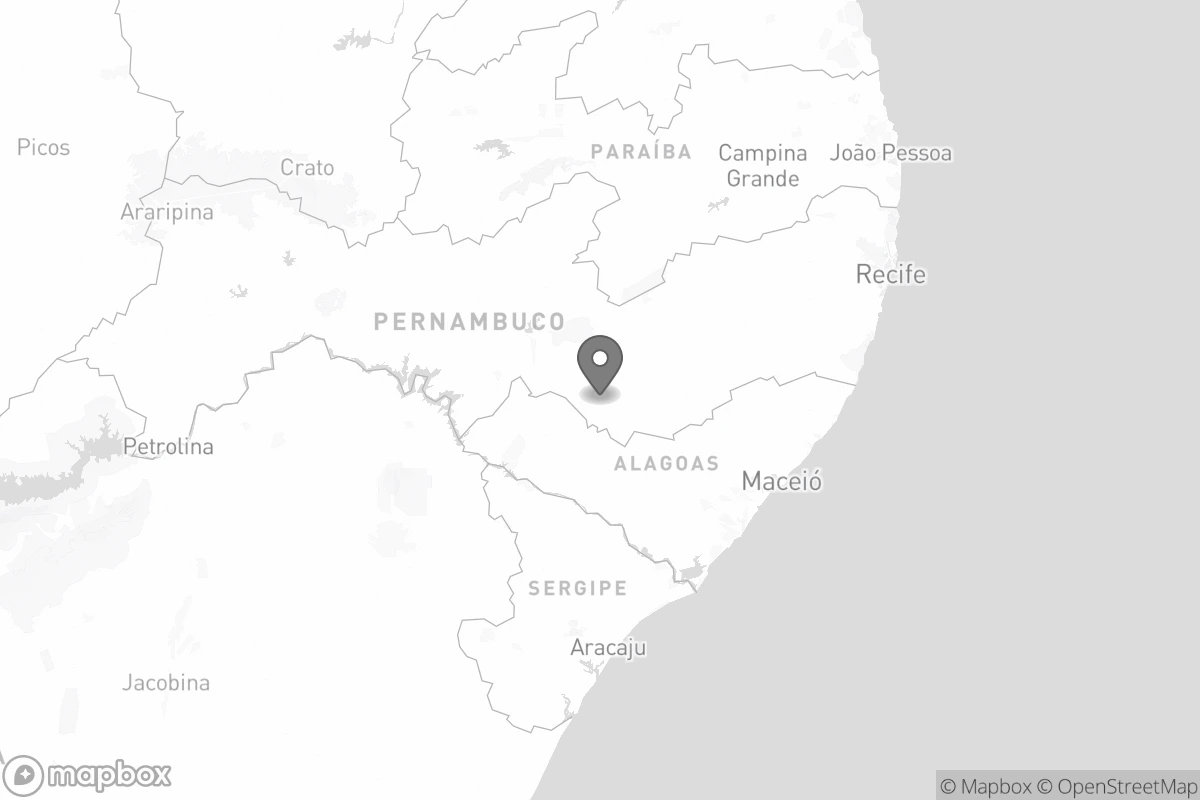 Picos
PARAÍBA
Campina
Grande
João Pessoa
Crato
Araripina
Recife
PERNAMBUCO
Petrolina
ALAGOAS
Maceió
SERGIPE
Aracaju
Jacobina
mapbox
© Mapbox © OpenStreetMap